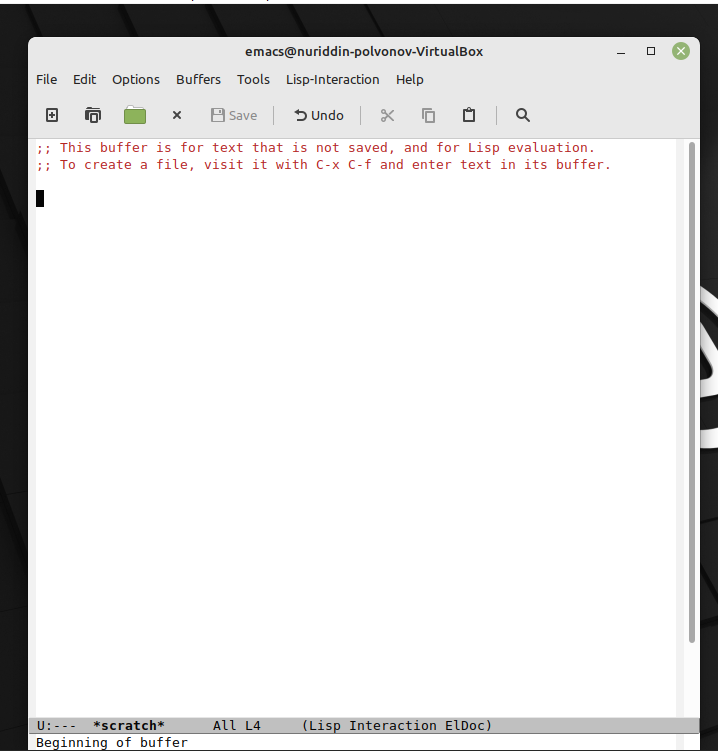 emacs@nuriddin-polvonov-VirtualBox
File Edit Options Buffers Tools Lisp-Interaction Help
Save Undo
;; This buffer is for text that is not saved, and for Lisp evaluation.
;; To create a file, visit it with C-x C-f and enter text in its buffer.
U:--- *scratch* All L4 (Lisp Interaction ElDoc)
Beginning of buffer